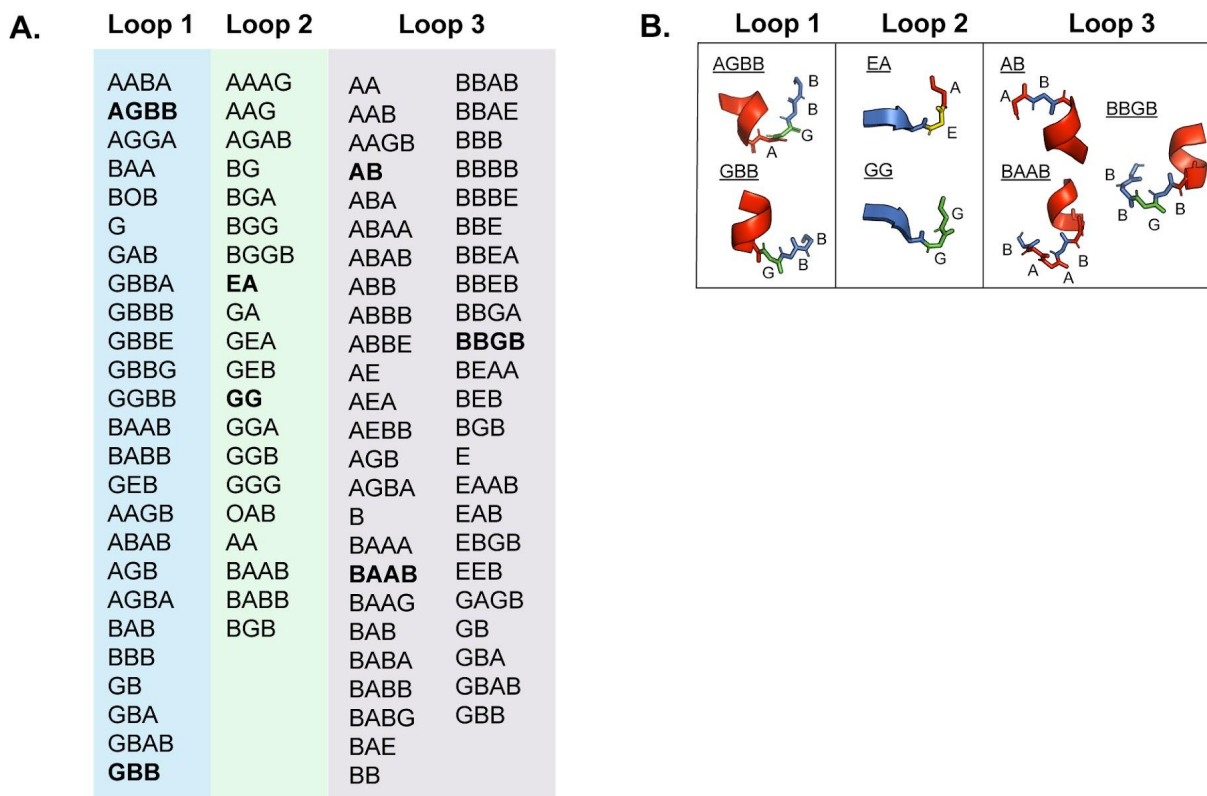 A.
Loop 1 Loop 2 Loop 3
AABA AAAG AA BBAB
AGBB AAG AAB BBAE
AGGA AGAB AAGB BBB
BAA BG AB BBBB
BOB BGA ABA BBBE
G BGG ABAA BBE
GAB BGGB ABAB BBEA
GBBA EA ABB BBEB
GBBB GA ABBB BBGA
GBBE GEA ABBE BBGB
GBBG GEB AE BEAA
GGBB GG AEA BEB
BAAB GGA AEBB BGB
BABB GGB AGB E
GEB GGG AGBA EAAB
AAGB OAB B EAB
ABAB AA BAAA EBGB
AGB BAAB BAAB EEB
AGBA BABB BAAG GAGB
BAB BGB BAB GB
BBB BABA GBA
GB BABB GBAB
GBA BABG GBB
GBAB BAE
GBB BB
B.
Loop 1 Loop 2 Loop 3
AGBB
B
B
G
A
GBB
B
G B
EA
A
E
GG
G
G
AB
B
A
BBGB
B
B G B
BAAB
B B
A A